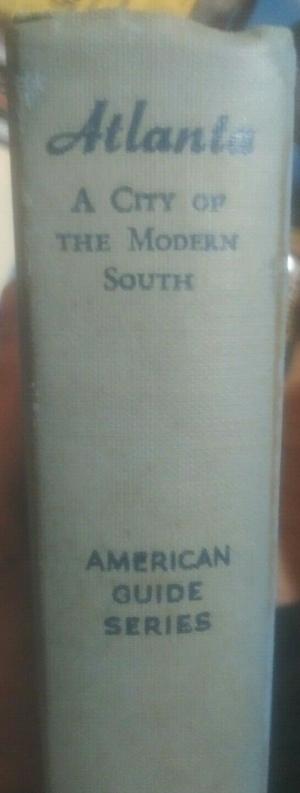 Atlanta
A CITY OF
THE MODERN
SOUTH
AMERICAN
GUIDE
SERIES